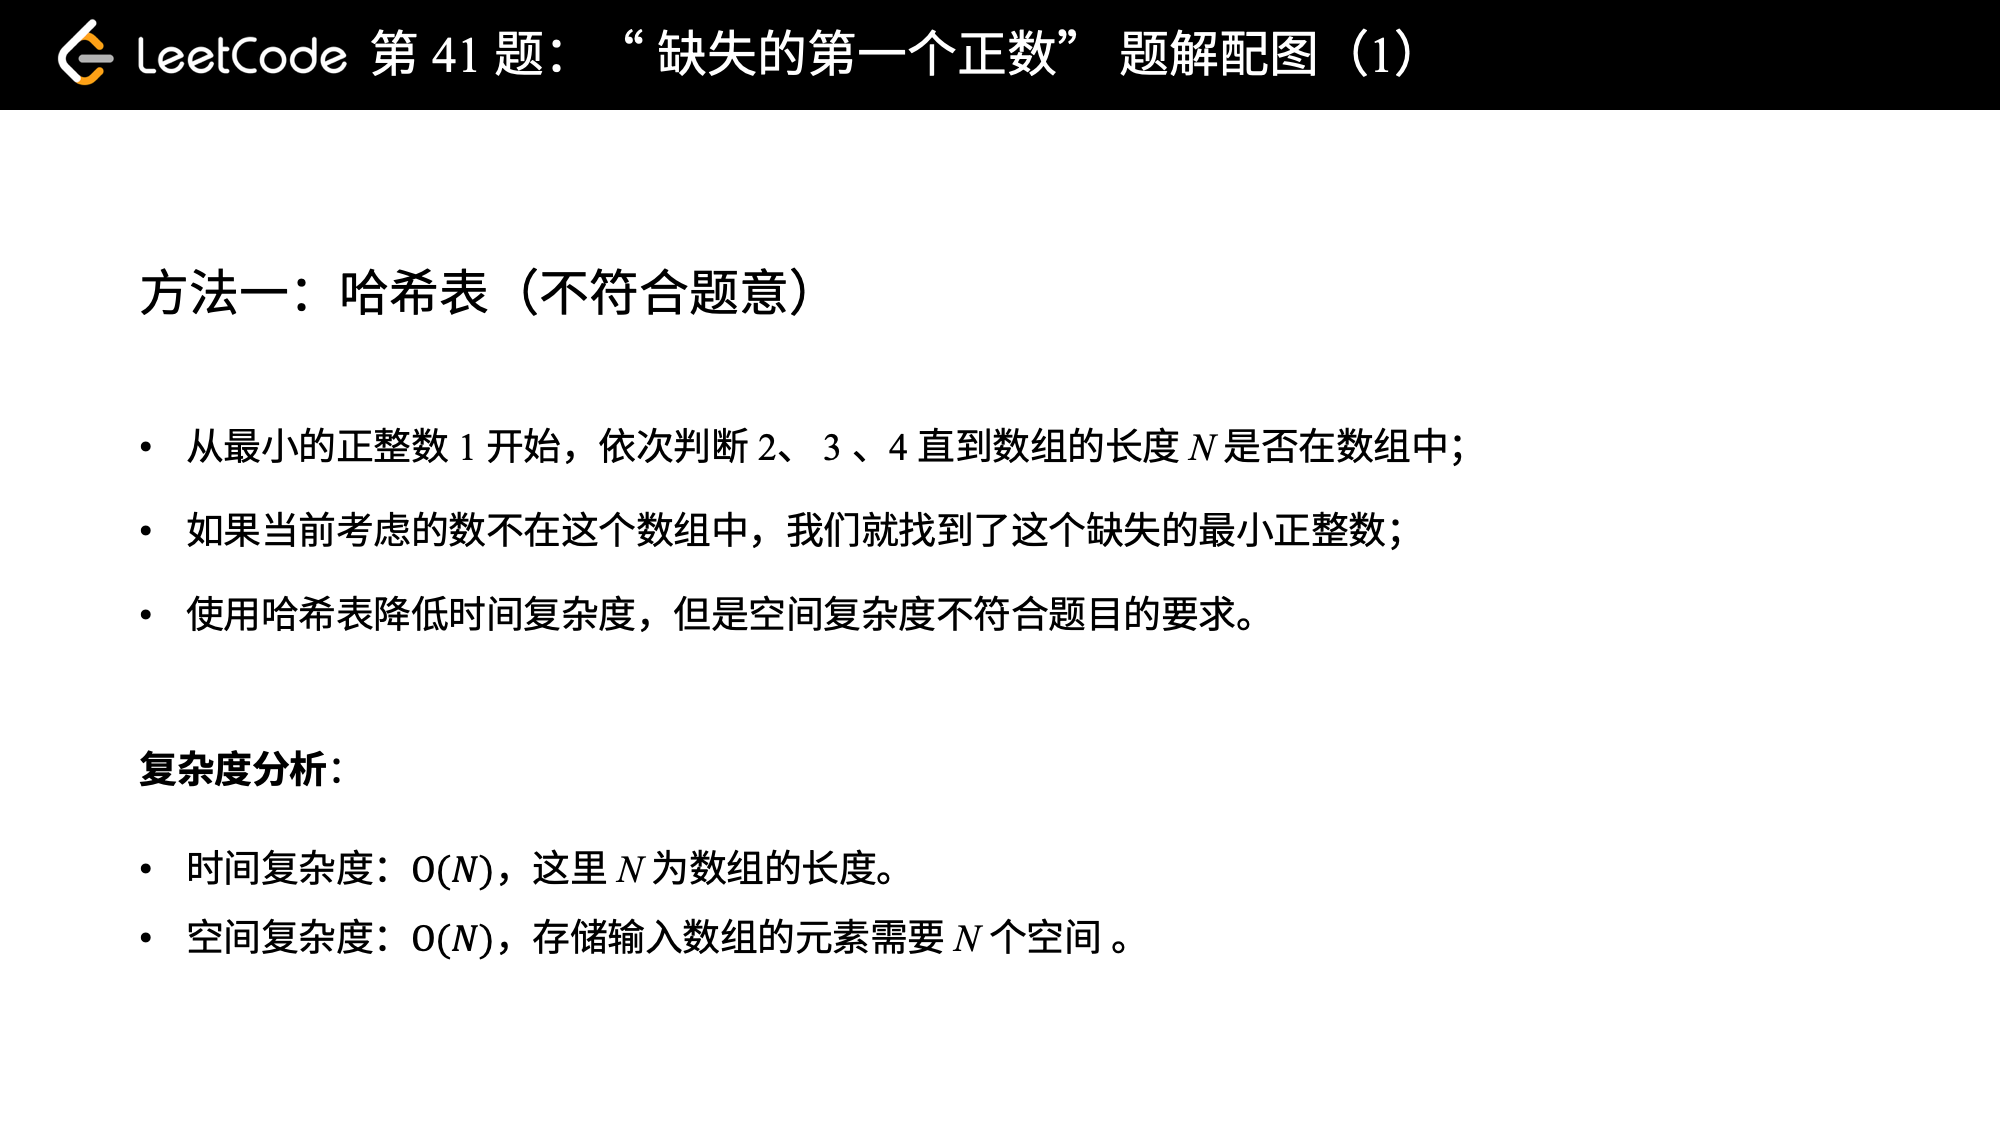 LeetCode 第 41 题：“ 缺失的第一个正数” 题解配图（1）
方法一：哈希表（不符合题意）
• 从最小的正整数 1 开始，依次判断 2、 3 、4 直到数组的长度 N 是否在数组中；
• 如果当前考虑的数不在这个数组中，我们就找到了这个缺失的最小正整数；
• 使用哈希表降低时间复杂度，但是空间复杂度不符合题目的要求。
复杂度分析：
• 时间复杂度：O(N)，这里 N 为数组的长度。
• 空间复杂度：O(N)，存储输入数组的元素需要 N 个空间 。